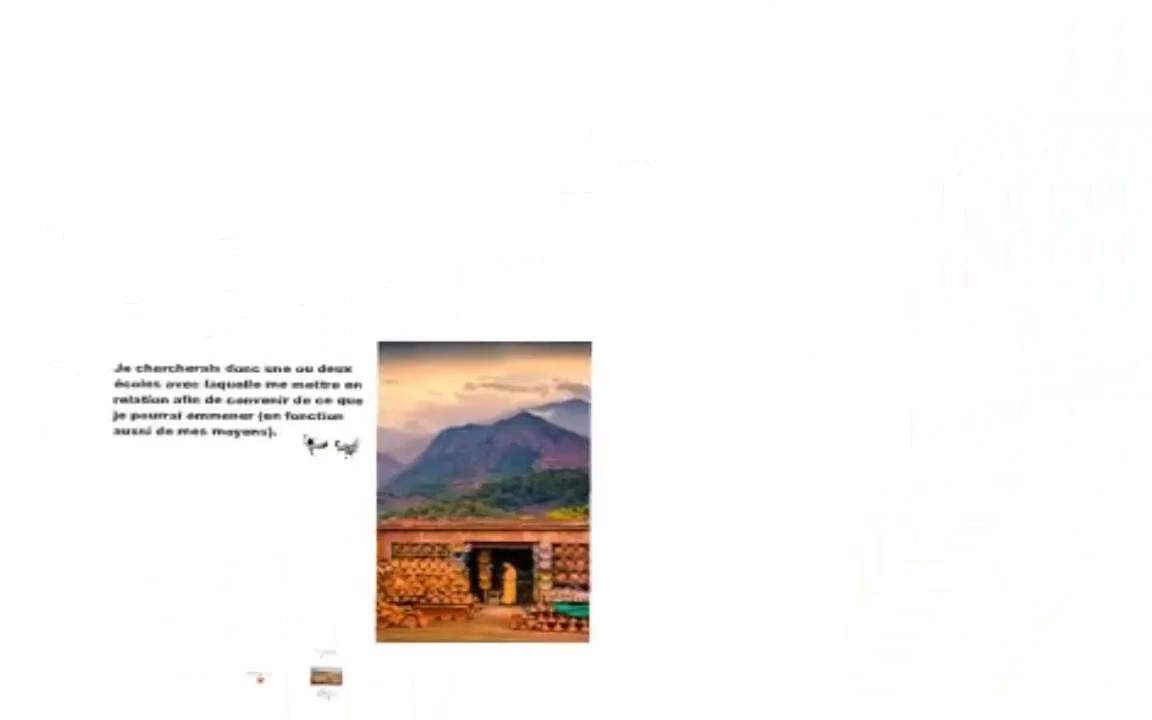 Je chercherais donc une ou deux
écoles avec laquelle me mettre en
relation afin de convenir de ce que
je pourrai emmener (en fonction
aussi de mes moyens).